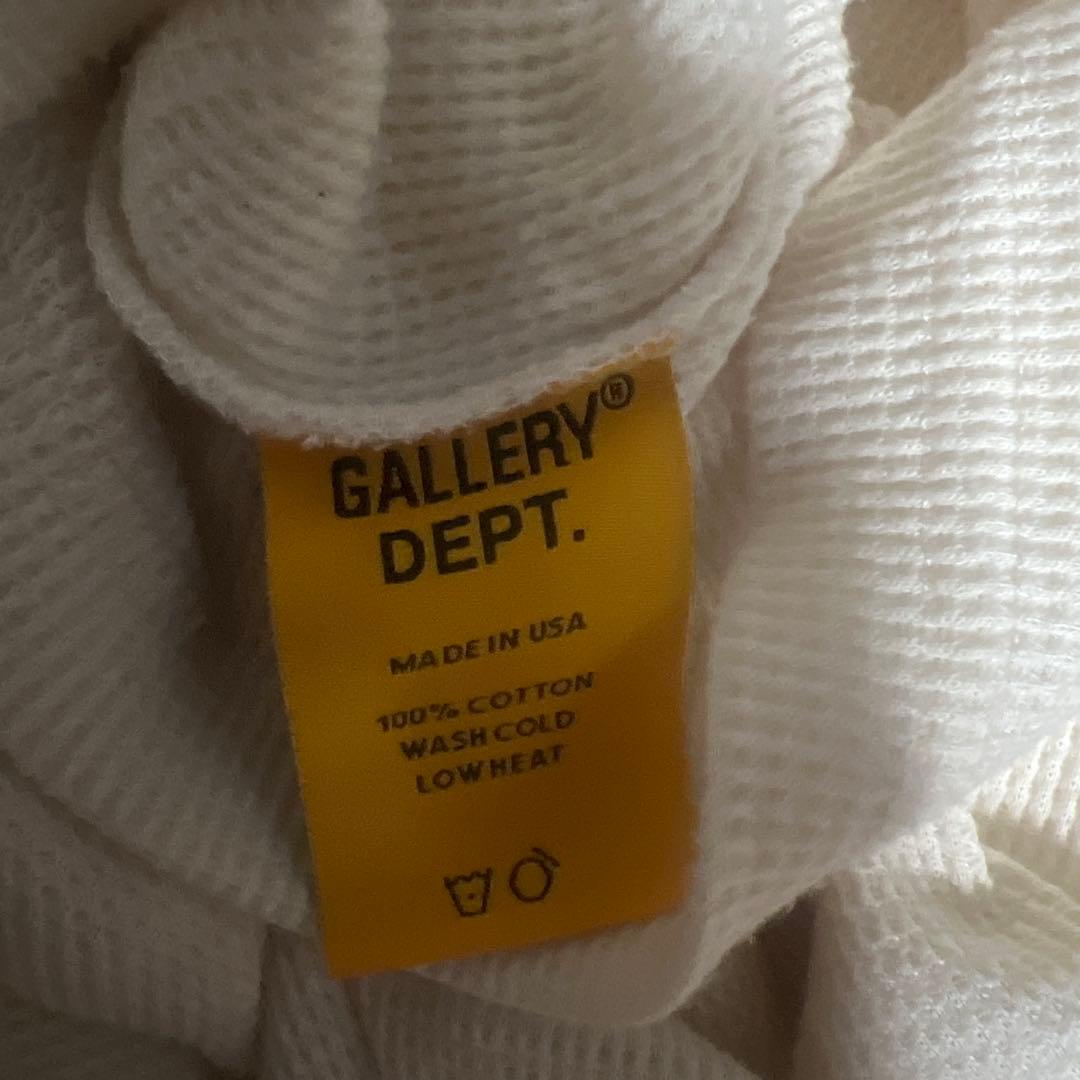 GALLERY®
DEPT.
MADE IN USA
100% COTTON
WASH COLD
LOW HEAT